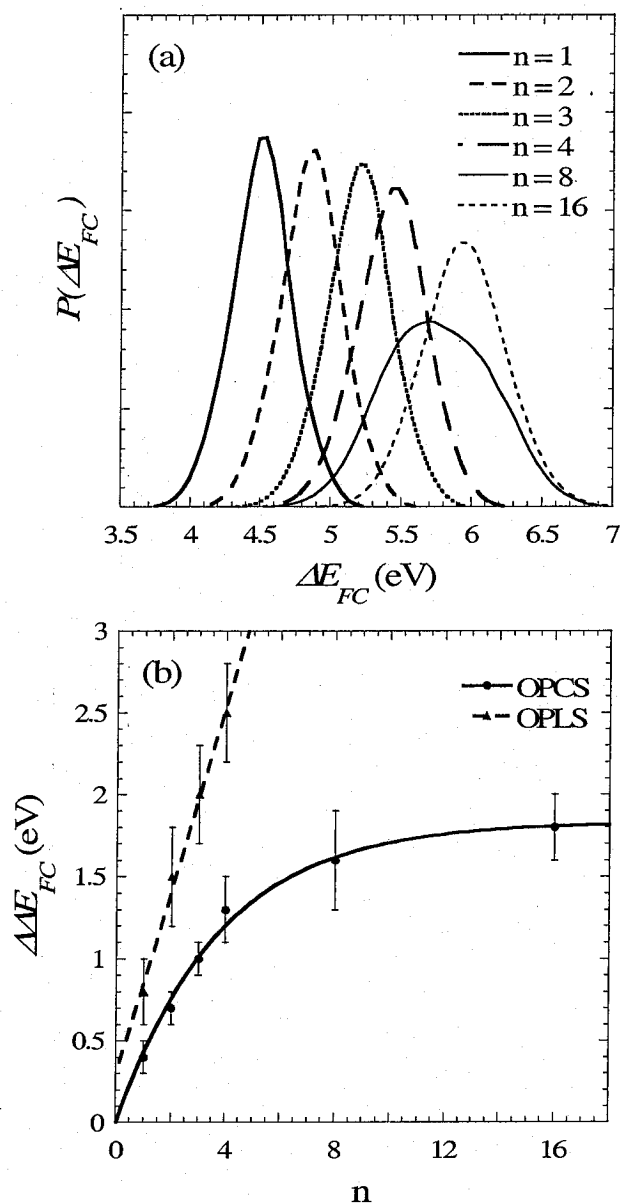 (a)
n = 1
n = 2
n = 3
n = 4
n = 8
n = 16
P(ΔE_FC)
3.5 4 4.5 5 5.5 6 6.5 7
ΔE_FC (eV)
(b)
OPCS
OPLS
3
2.5
2
1.5
1
0.5
0
ΔΔE_FC (eV)
0 4 8 12 16
n